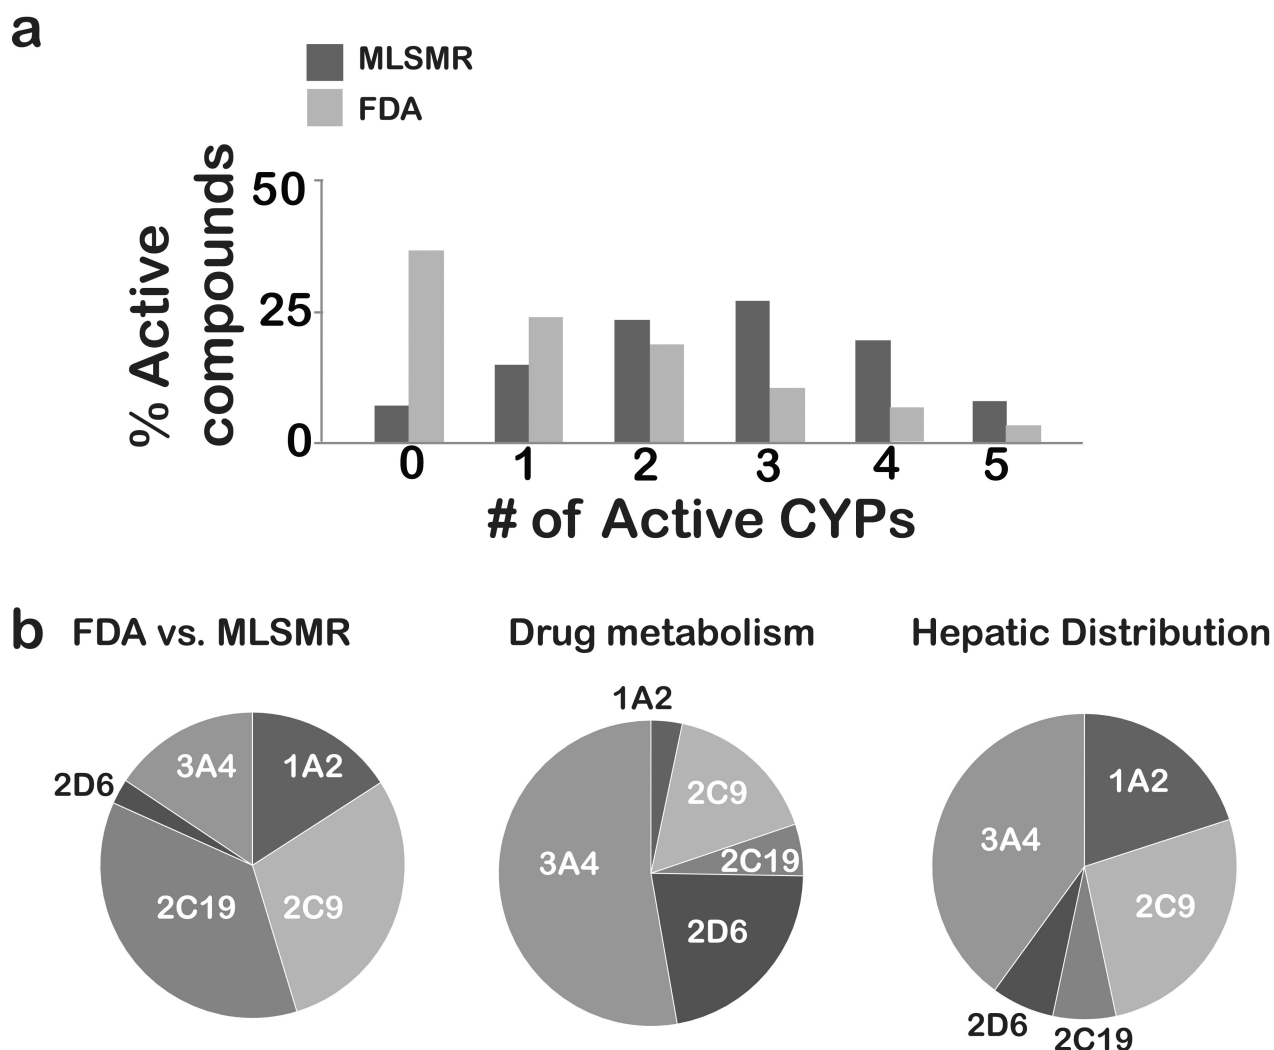 a
MLSMR
FDA
% Active
compounds
50
25
0
0 1 2 3 4 5
# of Active CYPs
b FDA vs. MLSMR Drug metabolism Hepatic Distribution
3A4 1A2
2D6
2C19 2C9
1A2
2C9
2C19
3A4
2D6
1A2
3A4
2C9
2D6
2C19